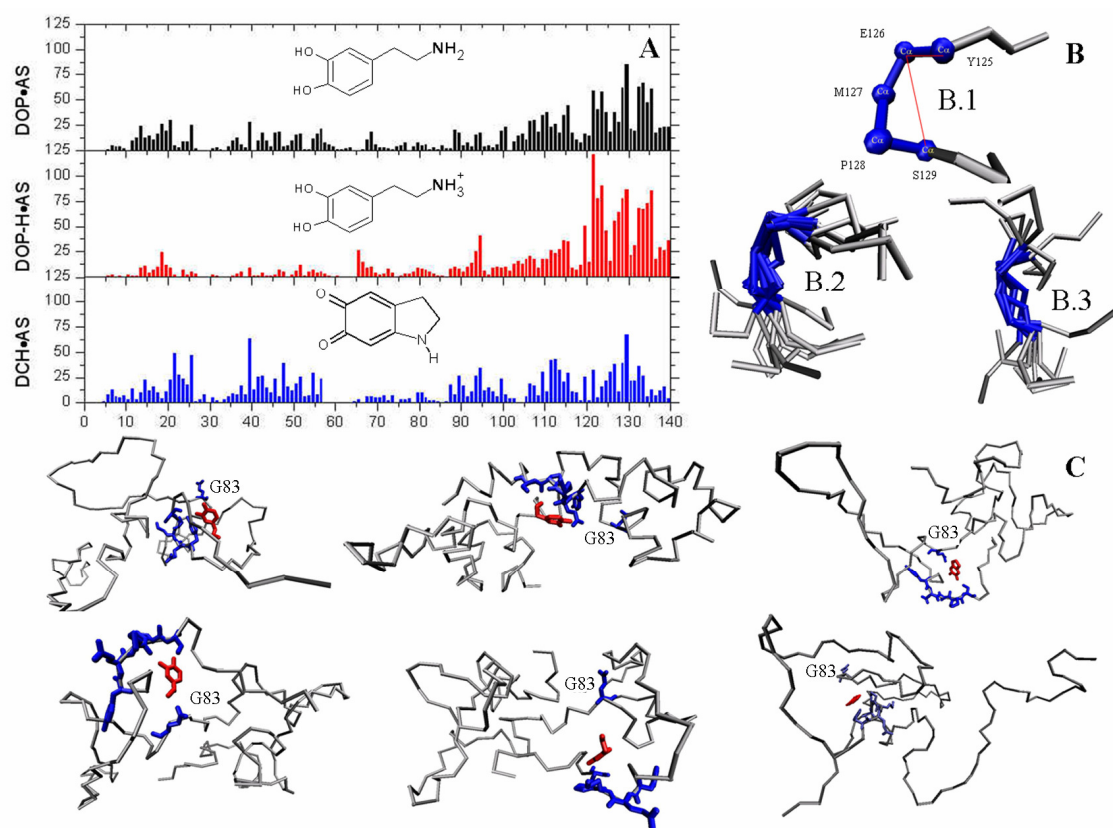 A
DOP•AS
125
100
75
50
25
HO
HO
NH2
DOP-H•AS
125
100
75
50
25
HO
HO
NH3+
DCH•AS
125
100
75
50
25
0
O
O
N
H
0 10 20 30 40 50 60 70 80 90 100 110 120 130 140
B
E126
Cα
Cα
Y125
M127
Cα
B.1
P128
Cα
Cα
S129
B.2
B.3
C
G83
G83
G83
G83
G83
G83